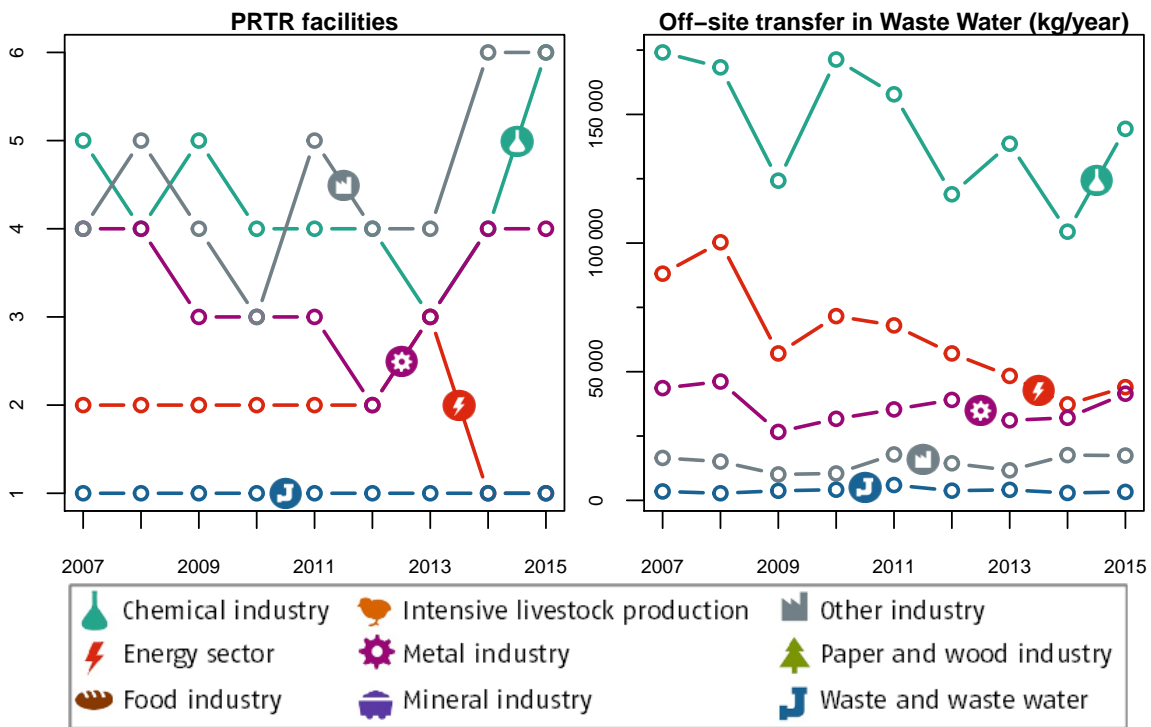 PRTR facilities
6
5
4
3
2
1
2007 2009 2011 2013 2015
Off−site transfer in Waste Water (kg/year)
150 000
100 000
50 000
0
2007 2009 2011 2013 2015
Chemical industry Intensive livestock production Other industry
Energy sector Metal industry Paper and wood industry
Food industry Mineral industry Waste and waste water